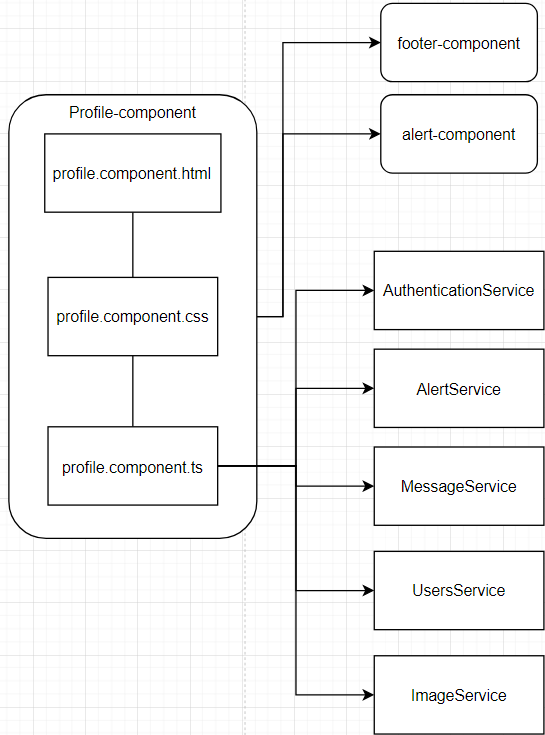 footer-component
Profile-component
alert-component
profile.component.html
AuthenticationService
profile.component.css
AlertService
profile.component.ts
MessageService
UsersService
ImageService